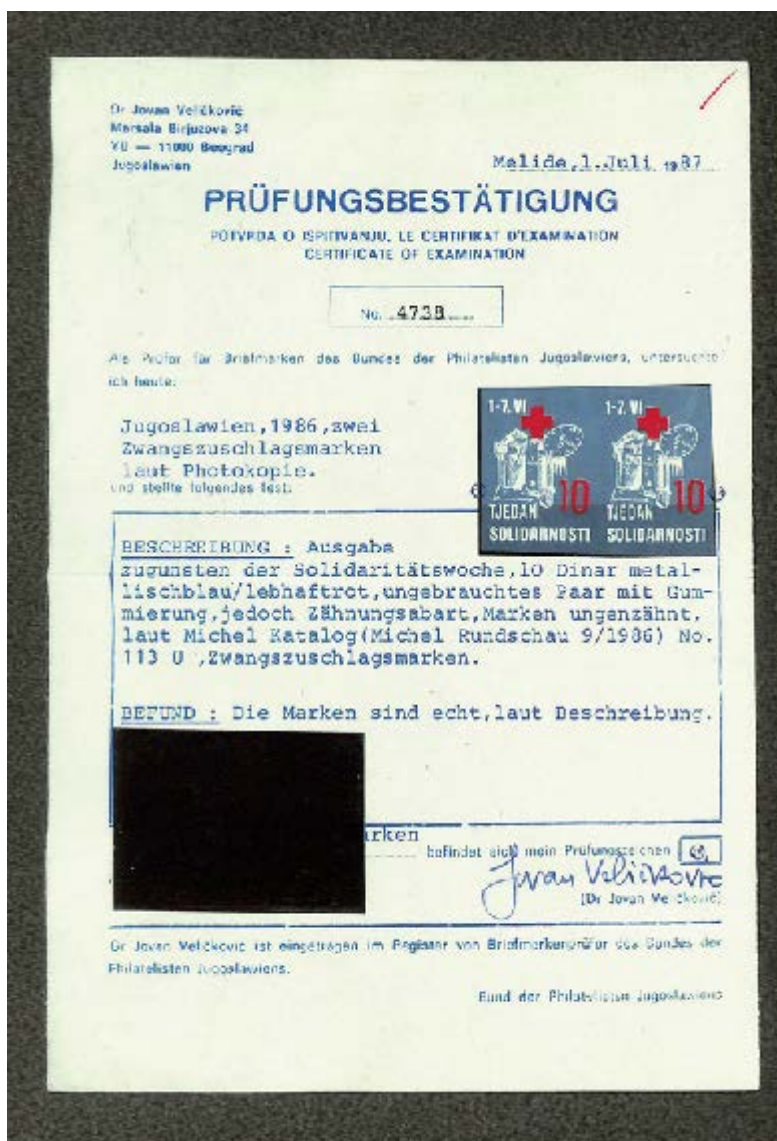 Dr Jovan Veličković
Marsala Birjuzova 34
YU — 11000 Beograd
Jugoslawien
Melide,1.Juli 1987
PRÜFUNGSBESTÄTIGUNG
POTVRDA O ISPITIVANJU, LE CERTIFIKAT D'EXAMINATION
CERTIFICATE OF EXAMINATION
No. 4738
Als Prüfer für Briefmarken des Bundes der Philatelisten Jugoslawiens, untersuchte
ich heute:
Jugoslawien,1986,zwei
Zwangszuschlagsmarken
laut Photokopie.
und stellte folgendes fest:
1-7. VI 1-7. VI
10 10
TJEDAN TJEDAN
SOLIDARNOSTI SOLIDARNOSTI
BESCHREIBUNG : Ausgabe
zugunsten der Solidaritätswoche,10 Dinar metal-
lischblau/lebhaftrot,ungebrauchtes Paar mit Gum-
mierung,jedoch Zähnungsabart,Marken ungenzähnt,
laut Michel Katalog(Michel Rundschau 9/1986) No.
113 U ,Zwangszuschlagsmarken.
BEFUND : Die Marken sind echt,laut Beschreibung.
arken
befindet sich mein Prüfungszeichen
Jovan Veličković
(Dr Jovan Veličković)
Dr Jovan Veličković ist eingetragen im Register von Briefmarkenprüfer des Bundes der
Philatelisten Jugoslawiens.
Bund der Philatelisten Jugoslawiens